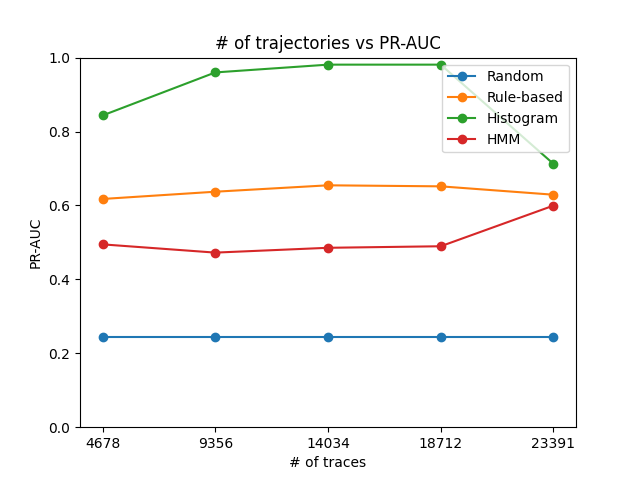 # of trajectories vs PR-AUC
1.0
0.8
0.6
0.4
0.2
0.0
PR-AUC
Random
Rule-based
Histogram
HMM
4678 9356 14034 18712 23391
# of traces